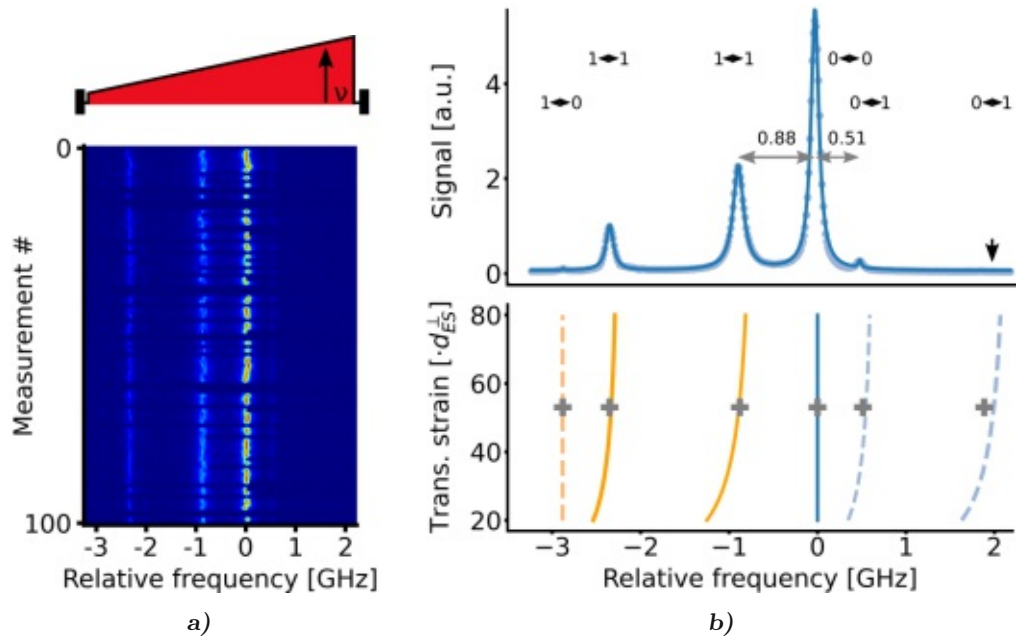 ν
0
100
Measurement #
-3 -2 -1 0 1 2
Relative frequency [GHz]
a)
Signal [a.u.]
4
2
0
1◂▸1 1◂▸1 0◂▸0
1◂▸0 0◂▸1 0◂▸1
0.88 0.51
Trans. strain [·d⊥ES]
80
60
40
20
−3 −2 −1 0 1 2
Relative frequency [GHz]
b)